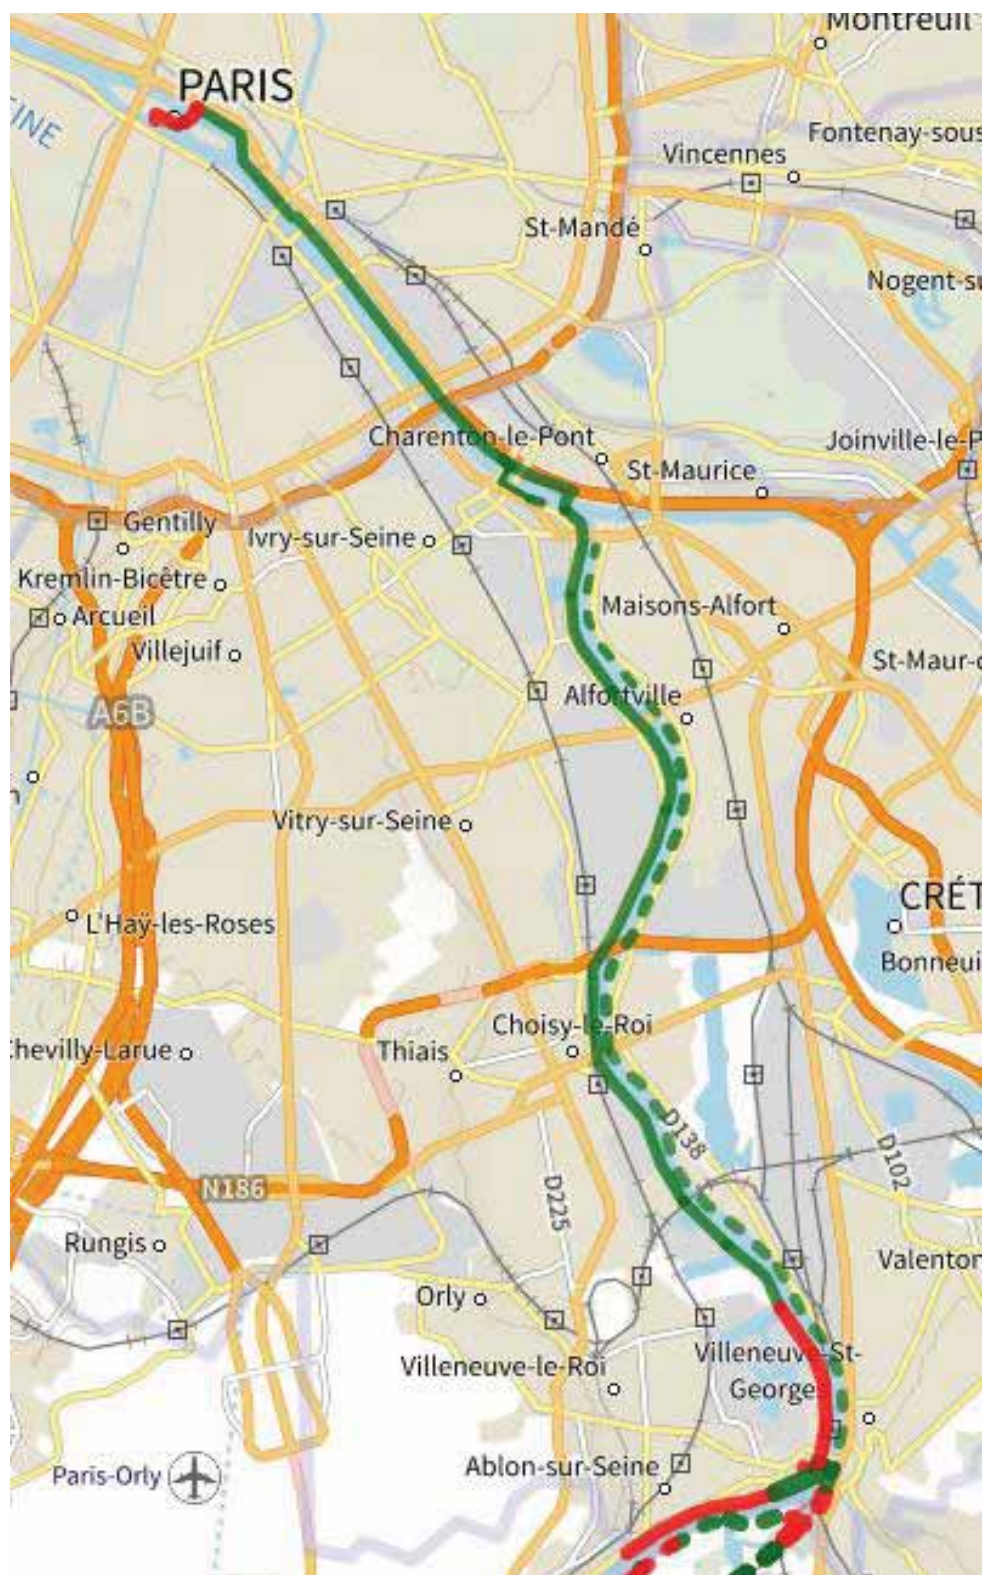 Montreuil
PARIS
EINE
Fontenay-sous
Vincennes
St-Mandé
Nogent-su
Charenton-le-Pont
Joinville-le-P
St-Maurice
Gentilly
Ivry-sur-Seine
Kremlin-Bicêtre
Arcueil
Maisons-Alfort
Villejuif
St-Maur-d
Alfortville
A6B
n
Vitry-sur-Seine
CRÉT
L'Haÿ-les-Roses
Bonneui
Choisy-le-Roi
Chevilly-Larue
Thiais
D138
D102
N186
D225
Rungis
Valenton
Orly
Villeneuve-le-Roi
Villeneuve-St-
Georges
Paris-Orly
Ablon-sur-Seine